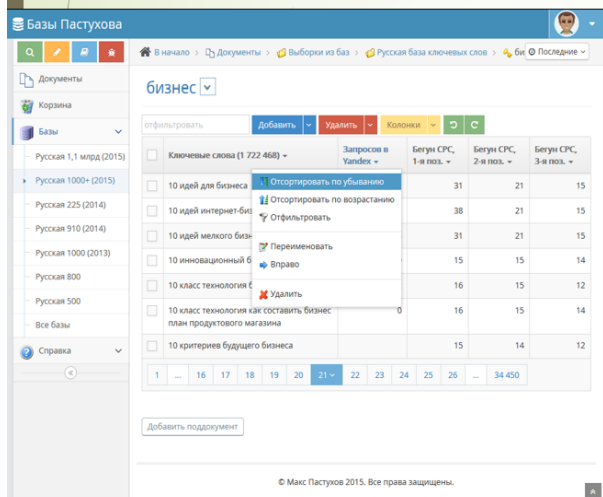 Базы Пастухова
В начало > Документы > Выборки из баз > Русская база ключевых слов > би
Последние
Документы
Корзина
Базы
Русская 1,1 млрд (2015)
Русская 1000+ (2015)
Русская 225 (2014)
Русская 910 (2014)
Русская 1000 (2013)
Русская 800
Русская 500
Все базы
Справка
бизнес
отфильтровать
Добавить
Удалить
Колонки
Ключевые слова (1 722 468)
Запросов в Yandex
Бегун CPC, 1-я поз.
Бегун CPC, 2-я поз.
Бегун CPC, 3-я поз.
10 идей для бизнеса
31 21 15
10 идей интернет-биз
38 21 15
10 идей мелкого бизн
31 21 15
10 инновационный б
15 15 14
10 класс технология б
16 15 12
10 класс технология как составить бизнес
план продуктового магазина
0 16 15 14
10 критериев будущего бизнеса
15 14 12
Отсортировать по убыванию
Отсортировать по возрастанию
Отфильтровать
Переименовать
Вправо
Удалить
1 ... 16 17 18 19 20 21 22 23 24 25 26 ... 34 450
Добавить поддокумент
© Макс Пастухов 2015. Все права защищены.